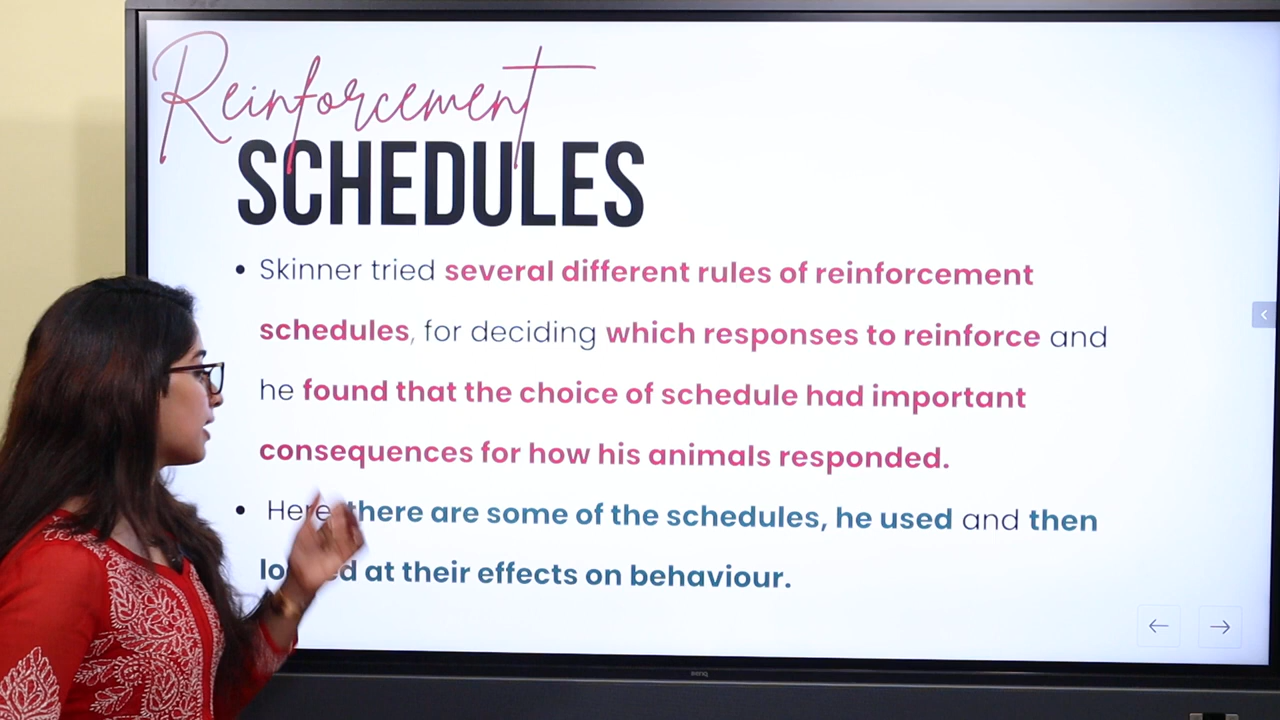 Reinforcement
SCHEDULES
• Skinner tried several different rules of reinforcement
schedules, for deciding which responses to reinforce and
he found that the choice of schedule had important
consequences for how his animals responded.
• Here there are some of the schedules, he used and then
at their effects on behaviour.
BenQ